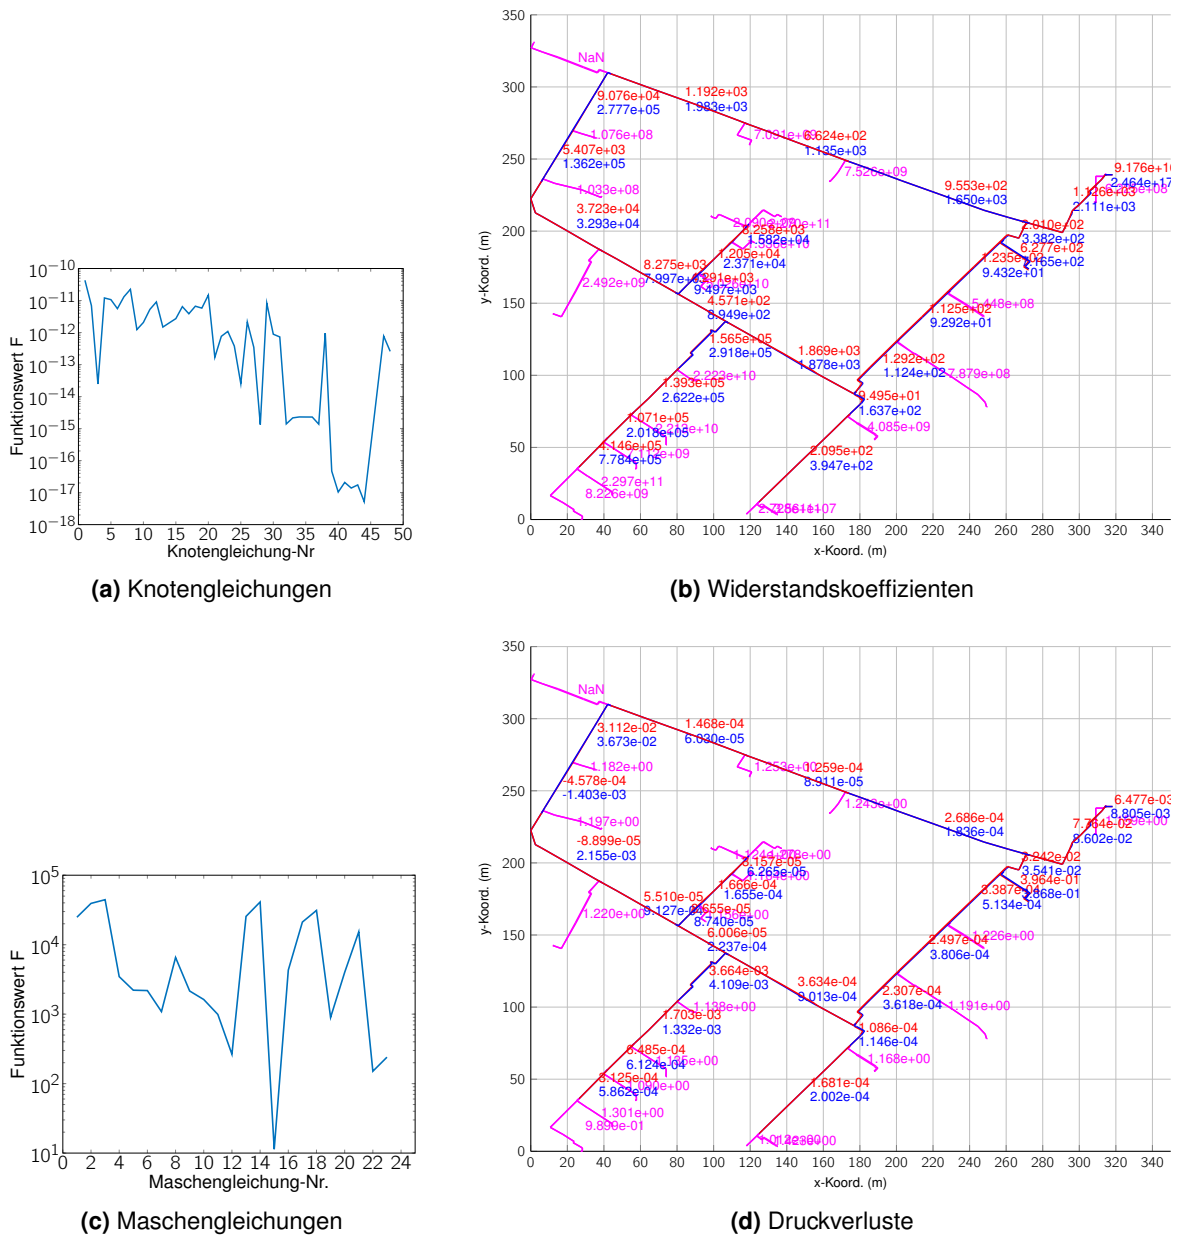 350
300
NaN
9.076e+04
2.777e+05
1.192e+03
1.983e+03
1.076e+08
5.407e+03
1.362e+05
1.033e+08
1.135e+03
7.526e+09
250
9.553e+02
1.650e+03
2.111e+03
3.723e+04
3.293e+04
200
3.382e+02
9.432e+01
8.275e+03
2.371e+04
2.492e+09
9.497e+03
150
4.571e+02
8.949e+02
5.448e+08
1.125e+02
9.292e+01
1.565e+05
2.918e+05
1.869e+03
1.878e+03
1.292e+02
1.124e+02
7.879e+08
100
2.223e+10
1.393e+05
2.622e+05
9.495e+01
1.637e+02
4.085e+09
1.071e+05
2.018e+05
50
4.146e+05
7.784e+05
2.095e+02
3.947e+02
2.297e+11
8.226e+09
0
0 20 40 60 80 100 120 140 160 180 200 220 240 260 280 300 320 340
x-Koord. (m)
y-Koord. (m)
10−10
10−11
10−12
10−13
10−14
10−15
10−16
10−17
10−18
0 5 10 15 20 25 30 35 40 45 50
Knotengleichung-Nr
Funktionswert F
(a) Knotengleichungen
(b) Widerstandskoeffizienten
350
300
NaN
3.112e-02
3.673e-02
1.468e-04
6.030e-05
1.182e+00
-4.578e-04
-1.403e-03
1.197e+00
1.253e+00
1.259e-04
8.911e-05
1.243e+00
250
2.686e-04
1.836e-04
6.477e-03
8.805e-03
8.602e-02
-8.899e-05
2.155e-03
200
3.541e-02
3.964e-01
5.134e-04
6.265e-05
1.666e-04
1.655e-04
5.510e-05
9.127e-04
8.740e-05
1.220e+00
150
6.006e-05
2.237e-04
1.226e+00
2.497e-04
3.806e-04
3.664e-03
4.109e-03
3.634e-04
9.013e-04
2.307e-04
3.618e-04
1.191e+00
100
1.138e+00
1.703e-03
1.332e-03
1.086e-04
1.146e-04
1.168e+00
6.485e-04
6.124e-04
50
3.125e-04
5.862e-04
1.090e+00
1.681e-04
2.002e-04
1.301e+00
9.899e-01
0
0 20 40 60 80 100 120 140 160 180 200 220 240 260 280 300 320 340
x-Koord. (m)
y-Koord. (m)
10^5
10^4
10^3
10^2
10^1
0 2 4 6 8 10 12 14 16 18 20 22 24
Maschengleichung-Nr.
Funktionswert F
(c) Maschengleichungen
(d) Druckverluste